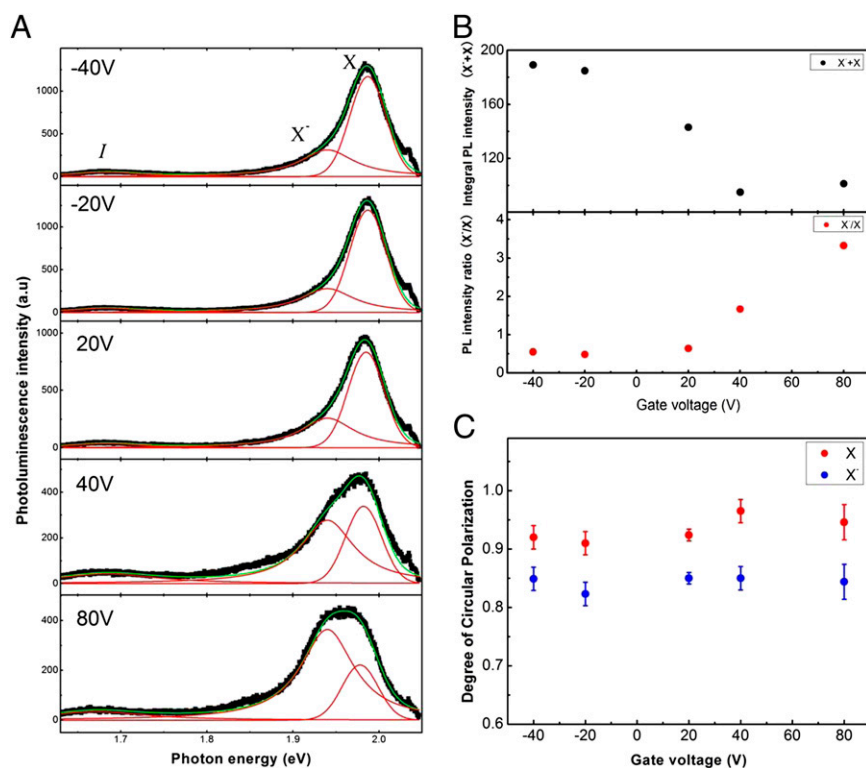 A
Photoluminescence intensity (a.u)
-40V
I
X⁻
X
1000
500
0
-20V
1000
500
0
20V
1000
500
0
40V
400
200
0
80V
400
200
0
1.7
1.8
1.9
2.0
Photon energy (eV)
B
Integral PL intensity (X⁻+X)
200
160
120
X⁻+X
PL intensity ratio (X⁻/X)
4
3
2
1
0
X⁻/X
-40
-20
0
20
40
60
80
Gate voltage (V)
C
Degree of Circular Polarization
1.0
0.9
0.8
0.7
0.6
X
X⁻
-40
-20
0
20
40
60
80
Gate voltage (V)